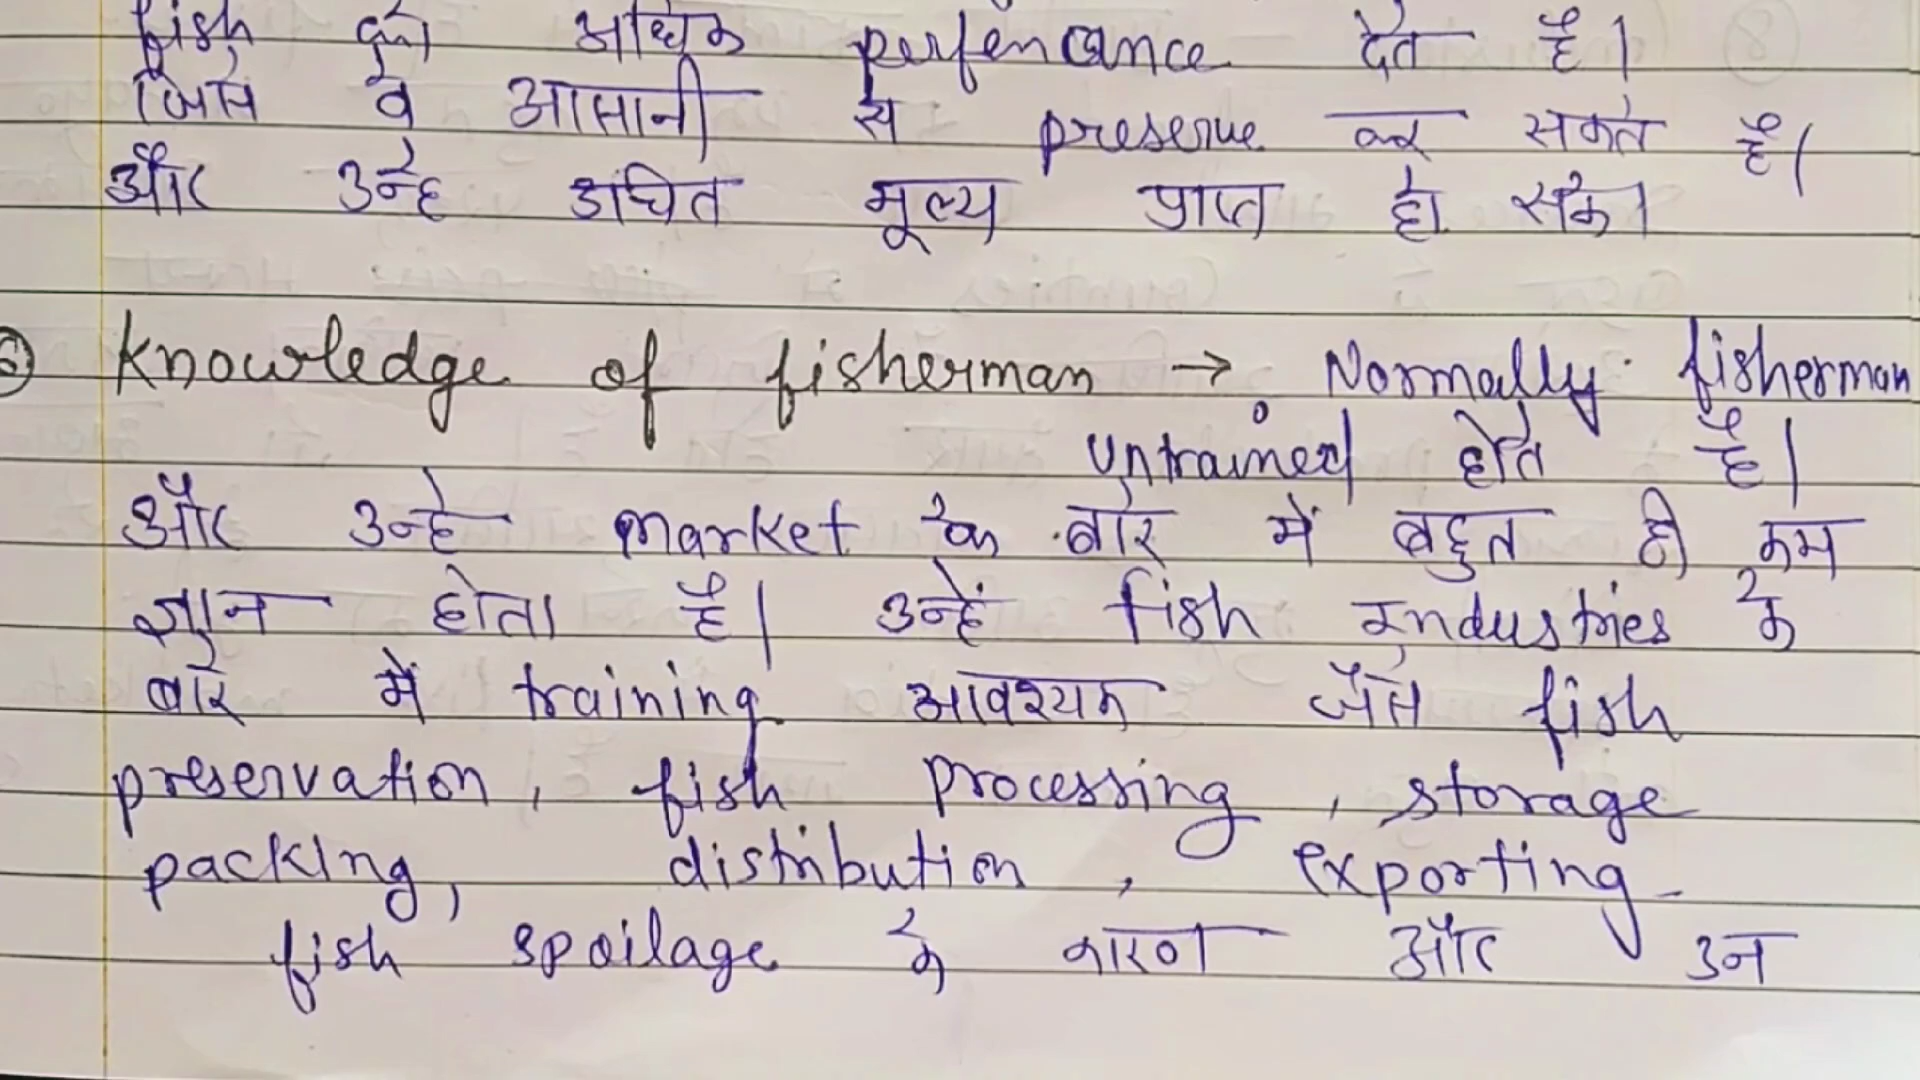 fish को अधिक perfenance देते है।
जिसे वे आसानी से preserve कर सकते है।
और उन्हे उचित मूल्य प्राप्त हो सके।
Knowledge of fisherman → Normally fisherman
untrained होते है।
और उन्हे market के बारे में बहुत ही कम
ज्ञान होता है। उन्हें fish Industries के
बारे में training आवश्यक जैसे fish
preservation, fish processing, storage
packing, distribution, exporting
fish spoilage के कारण और उन